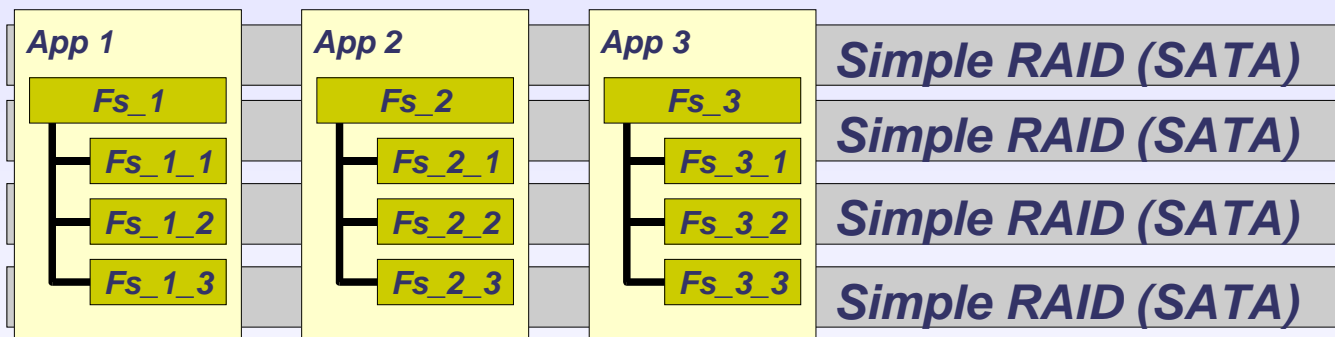 App 1
Fs_1
Fs_1_1
Fs_1_2
Fs_1_3
App 2
Fs_2
Fs_2_1
Fs_2_2
Fs_2_3
App 3
Fs_3
Fs_3_1
Fs_3_2
Fs_3_3
Simple RAID (SATA)
Simple RAID (SATA)
Simple RAID (SATA)
Simple RAID (SATA)